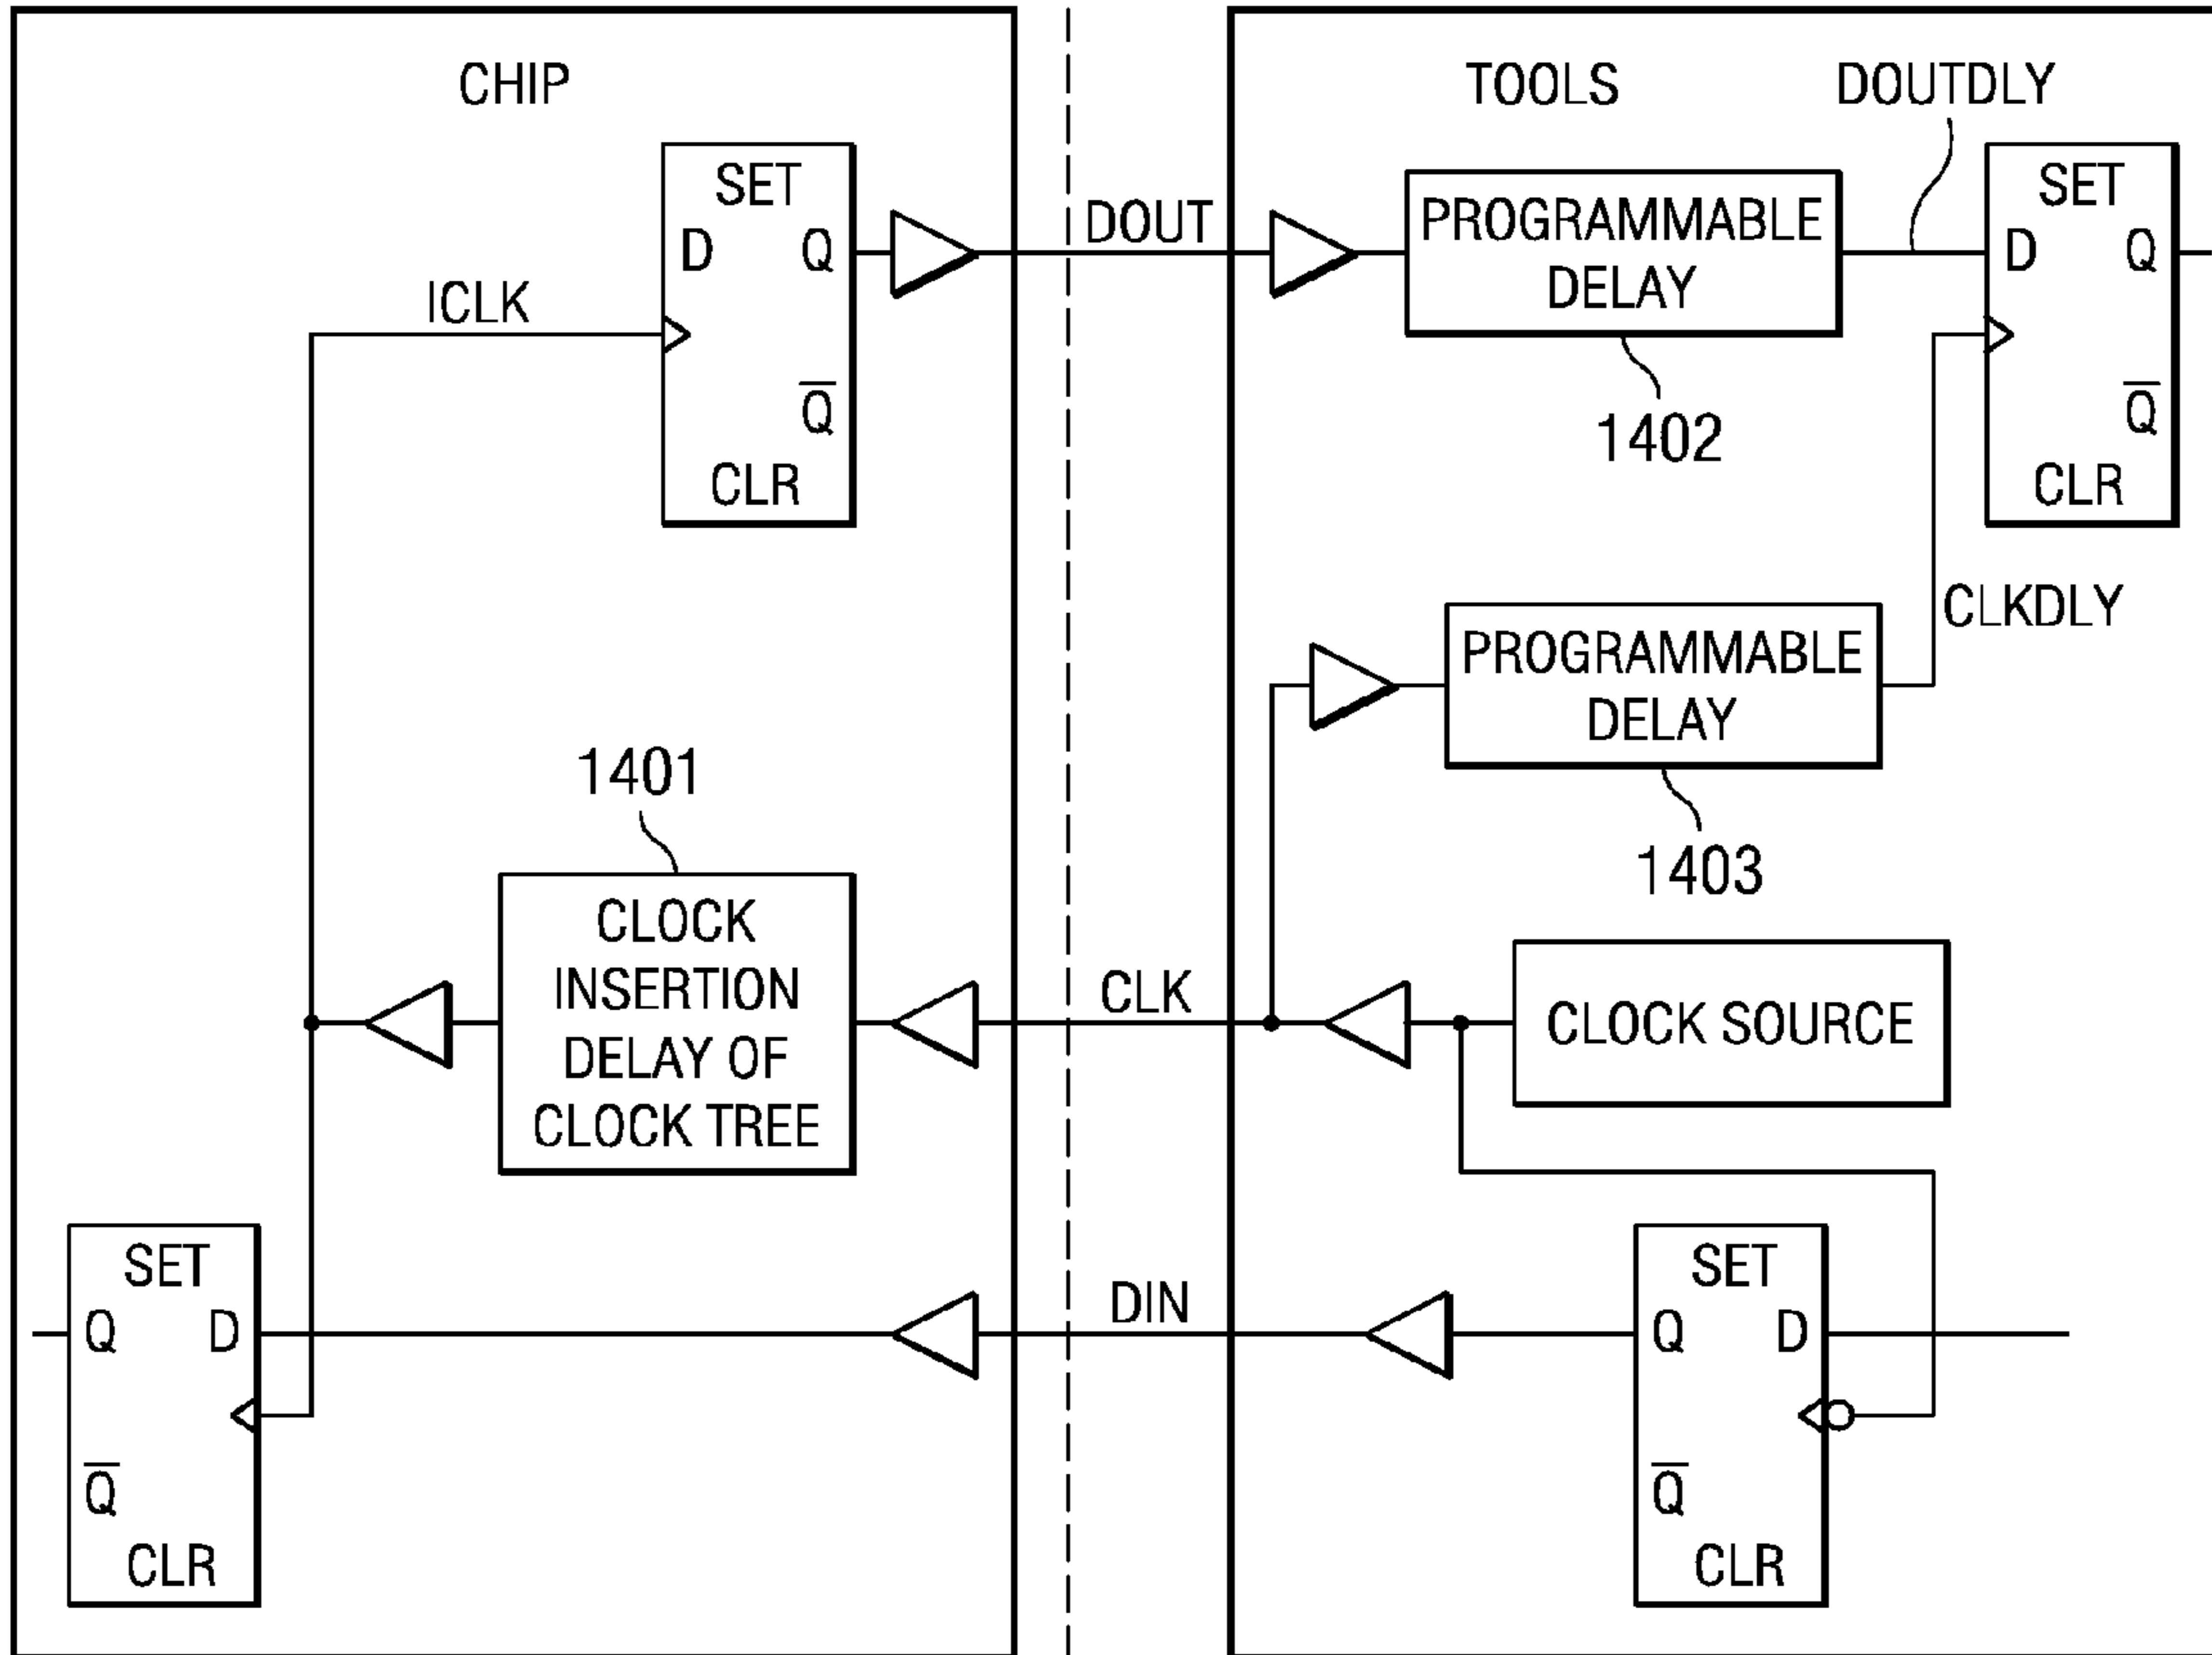 CHIP
TOOLS
DOUTDLY
SET
D
Q
Q̅
CLR
ICLK
DOUT
PROGRAMMABLE
DELAY
1402
SET
D
Q
Q̅
CLR
CLKDLY
PROGRAMMABLE
DELAY
1403
1401
CLOCK
INSERTION
DELAY OF
CLOCK TREE
CLK
CLOCK SOURCE
SET
Q
D
Q̅
CLR
DIN
SET
Q
D
Q̅
CLR